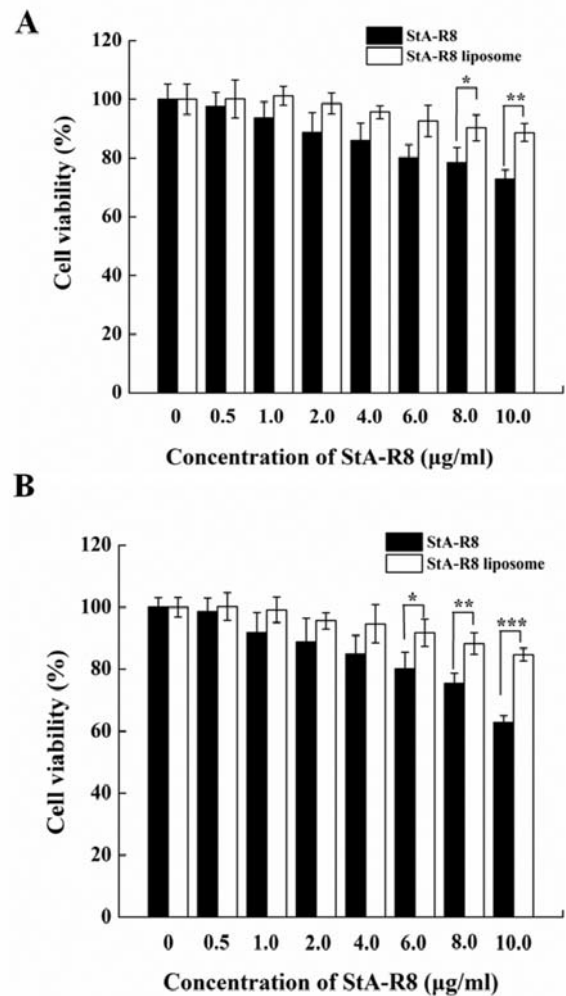 A
StA-R8
StA-R8 liposome
Cell viability (%)
120
100
80
60
40
20
0
*
**
0 0.5 1.0 2.0 4.0 6.0 8.0 10.0
Concentration of StA-R8 (µg/ml)
B
StA-R8
StA-R8 liposome
Cell viability (%)
120
100
80
60
40
20
0
*
**
***
0 0.5 1.0 2.0 4.0 6.0 8.0 10.0
Concentration of StA-R8 (µg/ml)